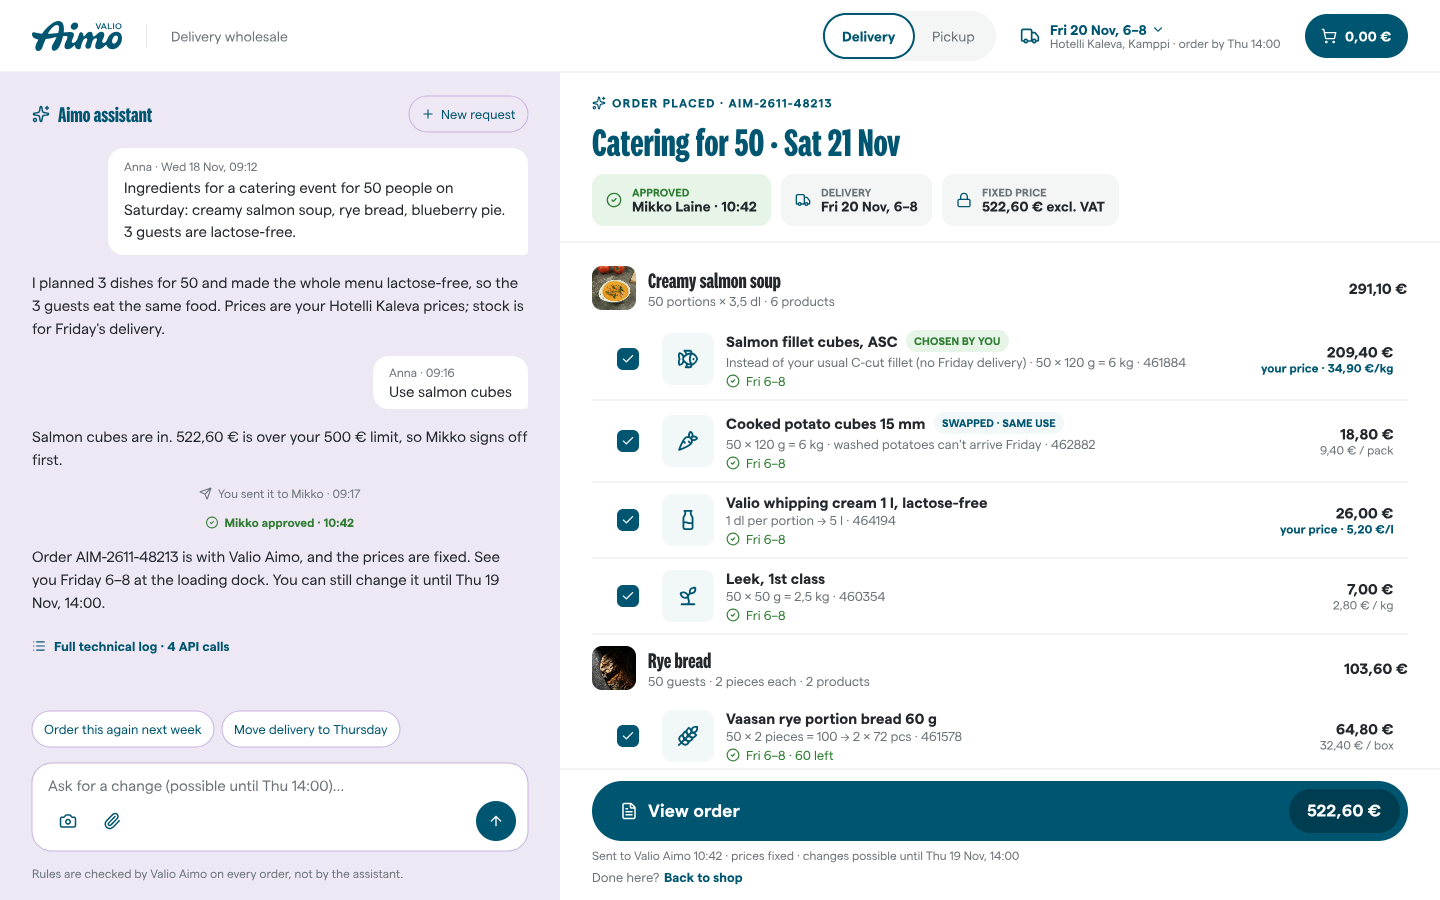 VALIO
Aimo
Delivery wholesale
Delivery
Pickup
Fri 20 Nov, 6–8
Hotelli Kaleva, Kamppi · order by Thu 14:00
0,00 €
Aimo assistant
New request
Anna · Wed 18 Nov, 09:12
Ingredients for a catering event for 50 people on
Saturday: creamy salmon soup, rye bread, blueberry pie.
3 guests are lactose-free.
I planned 3 dishes for 50 and made the whole menu lactose-free, so the
3 guests eat the same food. Prices are your Hotelli Kaleva prices; stock is
for Friday's delivery.
Anna · 09:16
Use salmon cubes
Salmon cubes are in. 522,60 € is over your 500 € limit, so Mikko signs off
first.
You sent it to Mikko · 09:17
Mikko approved · 10:42
Order AIM-2611-48213 is with Valio Aimo, and the prices are fixed. See
you Friday 6–8 at the loading dock. You can still change it until Thu 19
Nov, 14:00.
Full technical log · 4 API calls
Order this again next week
Move delivery to Thursday
Ask for a change (possible until Thu 14:00)...
Rules are checked by Valio Aimo on every order, not by the assistant.
ORDER PLACED · AIM-2611-48213
Catering for 50 · Sat 21 Nov
APPROVED
Mikko Laine · 10:42
DELIVERY
Fri 20 Nov, 6–8
FIXED PRICE
522,60 € excl. VAT
Creamy salmon soup
50 portions × 3,5 dl · 6 products
291,10 €
Salmon fillet cubes, ASC
CHOSEN BY YOU
Instead of your usual C-cut fillet (no Friday delivery) · 50 × 120 g = 6 kg · 461884
Fri 6–8
209,40 €
your price · 34,90 €/kg
Cooked potato cubes 15 mm
SWAPPED · SAME USE
50 × 120 g = 6 kg · washed potatoes can't arrive Friday · 462882
Fri 6–8
18,80 €
9,40 € / pack
Valio whipping cream 1 l, lactose-free
1 dl per portion → 5 l · 464194
Fri 6–8
26,00 €
your price · 5,20 €/l
Leek, 1st class
50 × 50 g = 2,5 kg · 460354
Fri 6–8
7,00 €
2,80 € / kg
Rye bread
50 guests · 2 pieces each · 2 products
103,60 €
Vaasan rye portion bread 60 g
50 × 2 pieces = 100 → 2 × 72 pcs · 461578
Fri 6–8 · 60 left
64,80 €
32,40 € / box
View order
522,60 €
Sent to Valio Aimo 10:42 · prices fixed · changes possible until Thu 19 Nov, 14:00
Done here? Back to shop